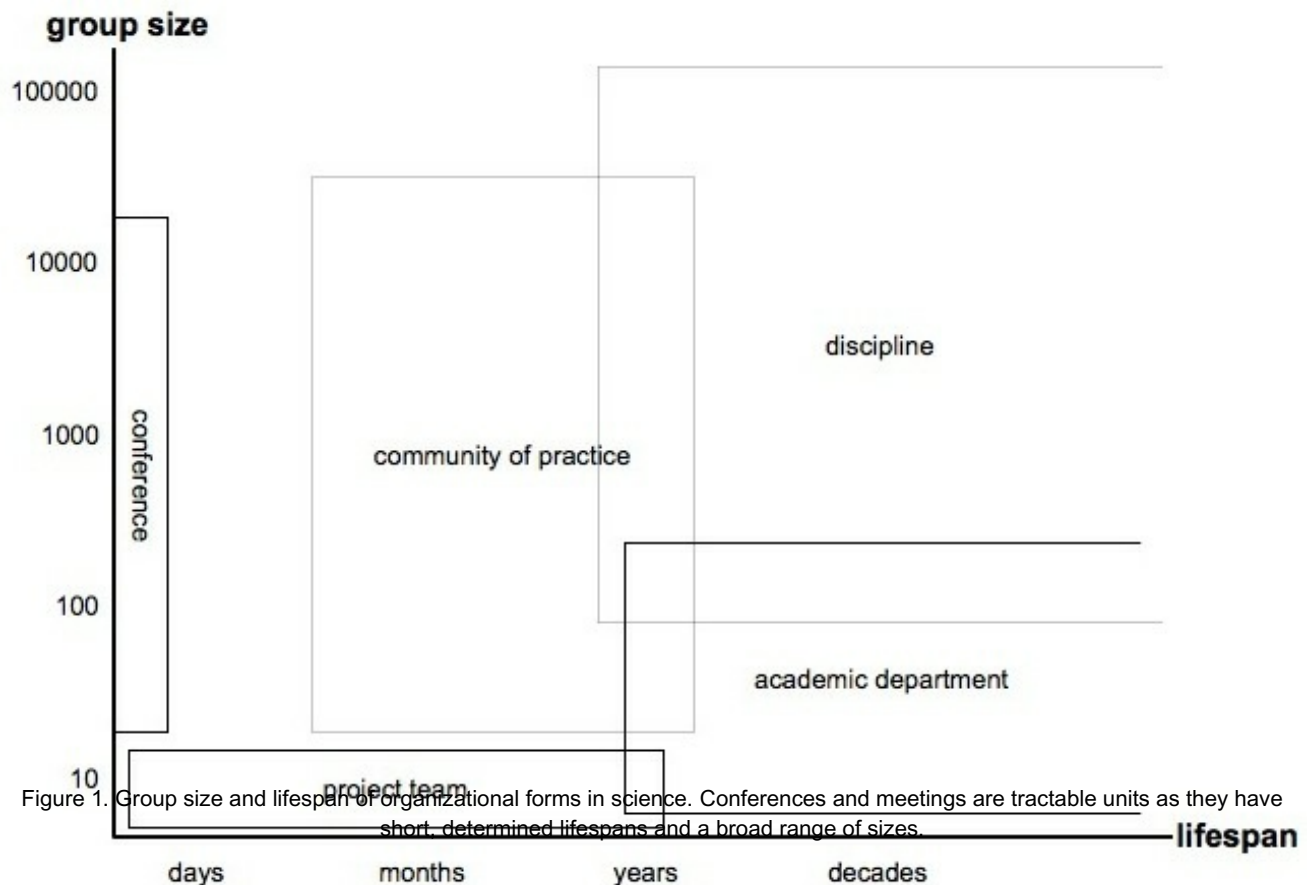 group size
100000
10000
discipline
conference
1000
community of practice
100
academic department
10
project team
Figure 1. Group size and lifespan of organizational forms in science. Conferences and meetings are tractable units as they have
short, determined lifespans and a broad range of sizes.
lifespan
days months years decades